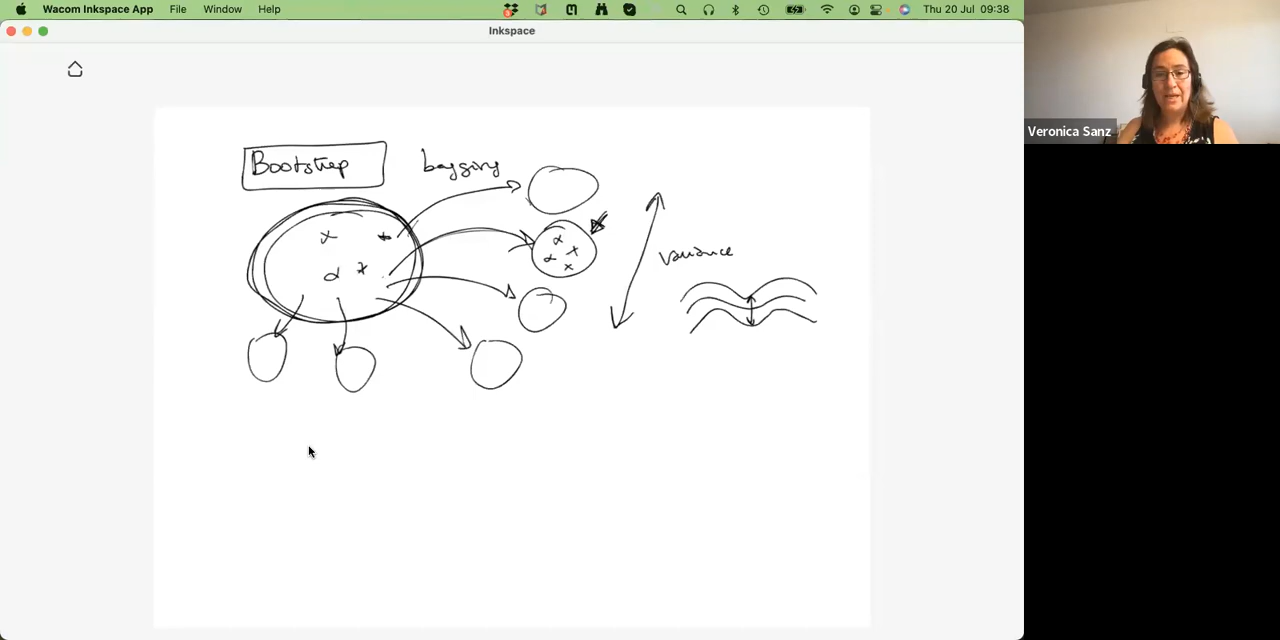 Wacom Inkspace App File Window Help Thu 20 Jul 09:38
Inkspace
Veronica Sanz
Bootstrap bagging
variance